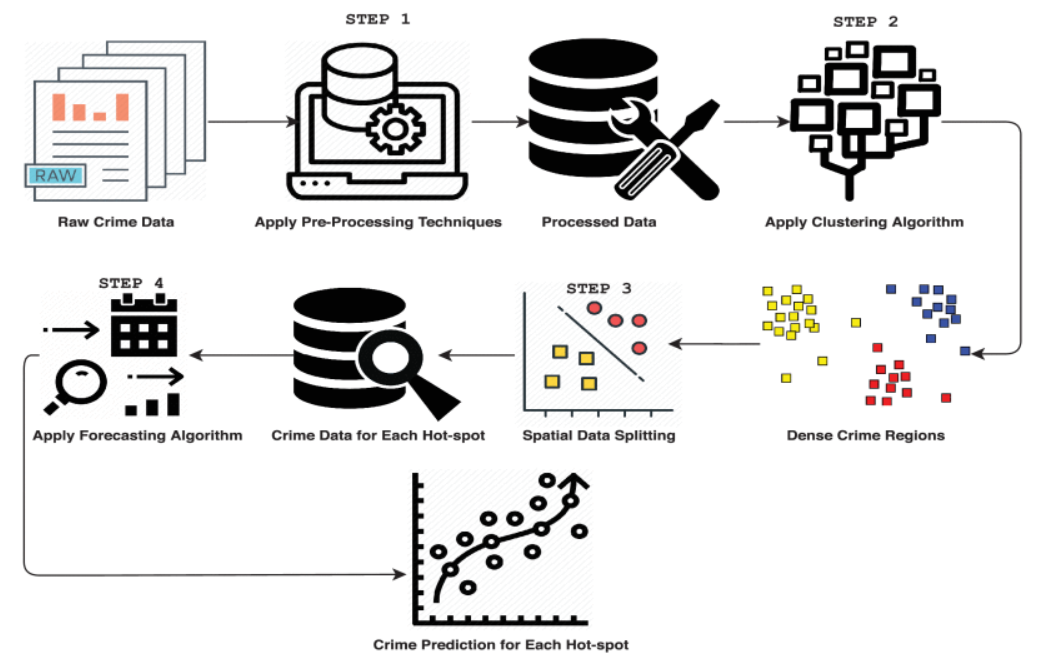 STEP 1
STEP 2
RAW
Raw Crime Data
Apply Pre-Processing Techniques
Processed Data
Apply Clustering Algorithm
STEP 4
STEP 3
Apply Forecasting Algorithm
Crime Data for Each Hot-spot
Spatial Data Splitting
Dense Crime Regions
Crime Prediction for Each Hot-spot